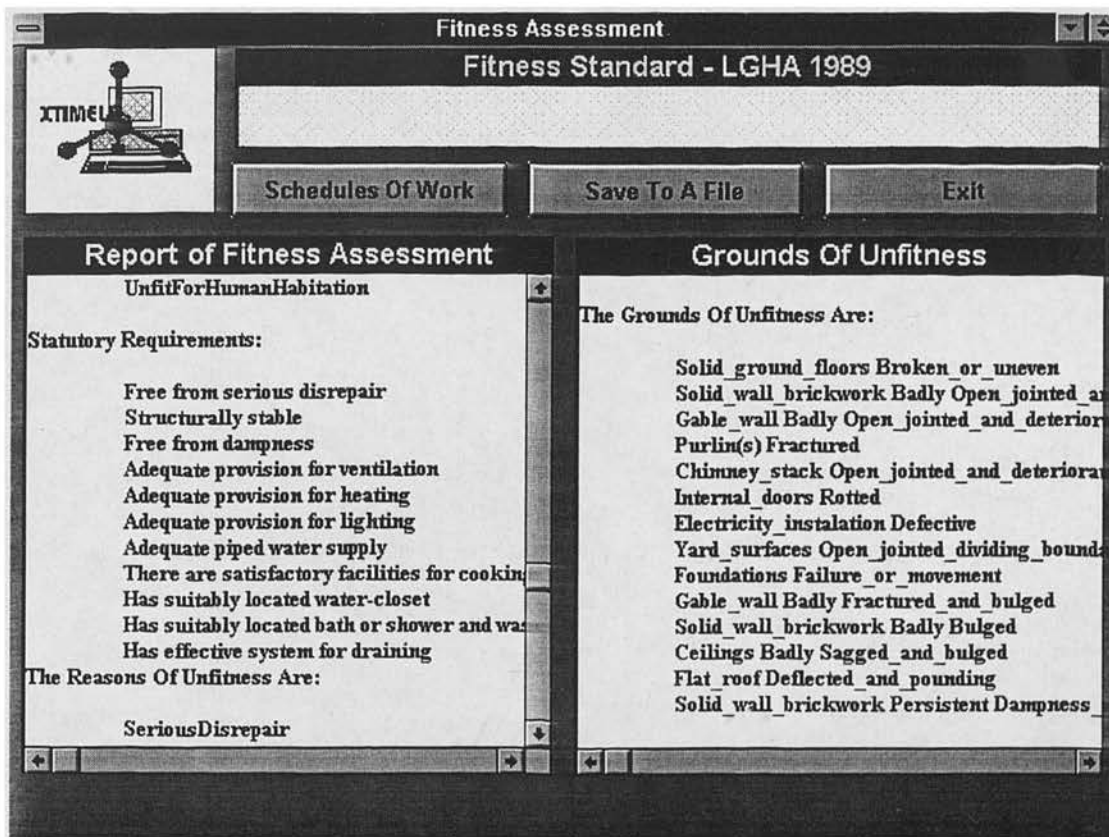 Fitness Assessment
Fitness Standard - LGHA 1989
XTIMEL
Schedules Of Work
Save To A File
Exit
Report of Fitness Assessment
UnfitForHumanHabitation
Statutory Requirements:
Free from serious disrepair
Structurally stable
Free from dampness
Adequate provision for ventilation
Adequate provision for heating
Adequate provision for lighting
Adequate piped water supply
There are satisfactory facilities for cooking
Has suitably located water-closet
Has suitably located bath or shower and was
Has effective system for draining
The Reasons Of Unfitness Are:
SeriousDisrepair
Grounds Of Unfitness
The Grounds Of Unfitness Are:
Solid_ground_floors Broken_or_uneven
Solid_wall_brickwork Badly Open_jointed_an
Gable_wall Badly Open_jointed_and_deterior
Purlin(s) Fractured
Chimney_stack Open_jointed_and_deteriora
Internal_doors Rotted
Electricity_instalation Defective
Yard_surfaces Open_jointed_dividing_bounda
Foundations Failure_or_movement
Gable_wall Badly Fractured_and_bulged
Solid_wall_brickwork Badly Bulged
Ceilings Badly Sagged_and_bulged
Flat_roof Deflected_and_pounding
Solid_wall_brickwork Persistent Dampness_